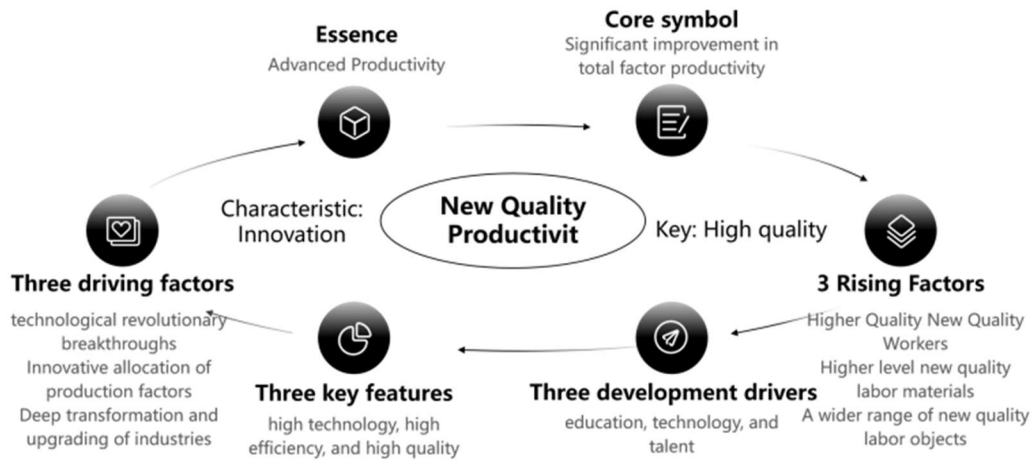 Essence
Advanced Productivity
Core symbol
Significant improvement in
total factor productivity
Characteristic:
Innovation
New Quality
Productivit
Key: High quality
Three driving factors
technological revolutionary
breakthroughs
Innovative allocation of
production factors
Deep transformation and
upgrading of industries
3 Rising Factors
Higher Quality New Quality
Workers
Higher level new quality
labor materials
A wider range of new quality
labor objects
Three key features
high technology, high
efficiency, and high quality
Three development drivers
education, technology, and
talent